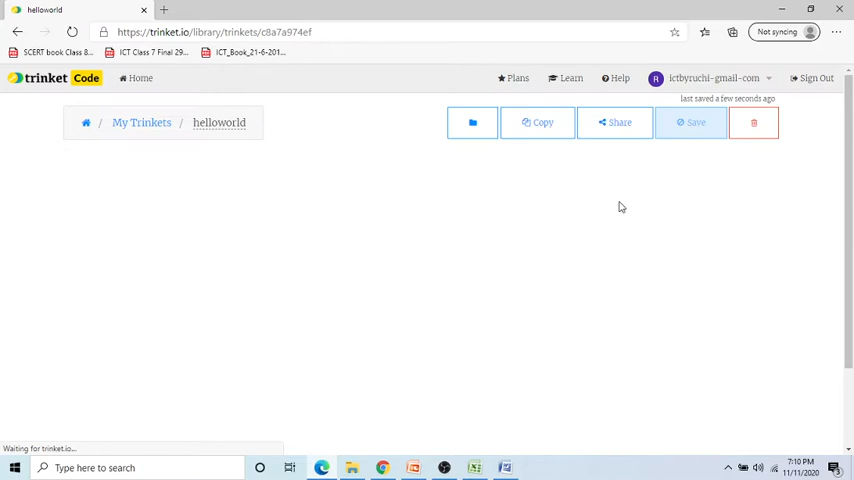 helloworld
https://trinket.io/library/trinkets/c8a7a974ef
Not syncing
SCERT book Class 8...
ICT Class 7 Final 29...
ICT_Book_21-6-201...
trinket Code
Home
Plans
Learn
Help
R
ictbyruchi-gmail-com
Sign Out
last saved a few seconds ago
/ My Trinkets / helloworld
Copy
Share
Save
Waiting for trinket.io...
Type here to search
7:10 PM
11/11/2020
3